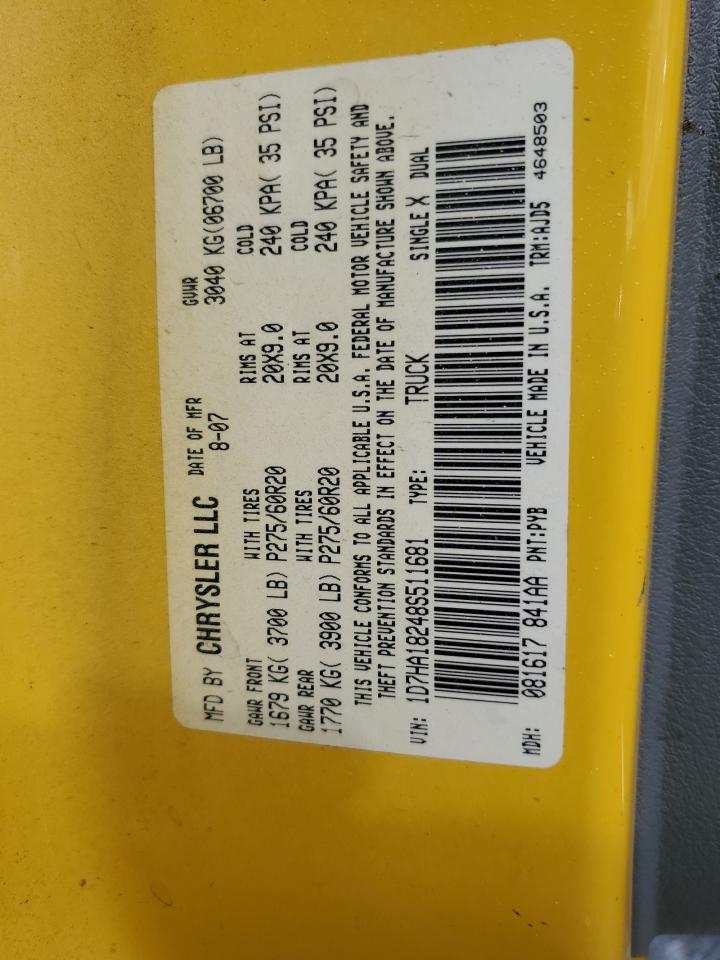 MFD BY CHRYSLER LLC DATE OF MFR GVWR
8-07 3040 KG(06700 LB)
GAWR FRONT WITH TIRES RIMS AT COLD
1679 KG( 3700 LB) P275/60R20 20X9.0 240 KPA( 35 PSI)
GAWR REAR WITH TIRES RIMS AT COLD
1770 KG( 3900 LB) P275/60R20 20X9.0 240 KPA( 35 PSI)
THIS VEHICLE CONFORMS TO ALL APPLICABLE U.S.A. FEDERAL MOTOR VEHICLE SAFETY AND
THEFT PREVENTION STANDARDS IN EFFECT ON THE DATE OF MANUFACTURE SHOWN ABOVE.
VIN: 1D7HA18248S511681 TYPE: TRUCK SINGLE X DUAL
MDH: 081617 841AA PNT:PYB VEHICLE MADE IN U.S.A. TRM:AJD5 4648503